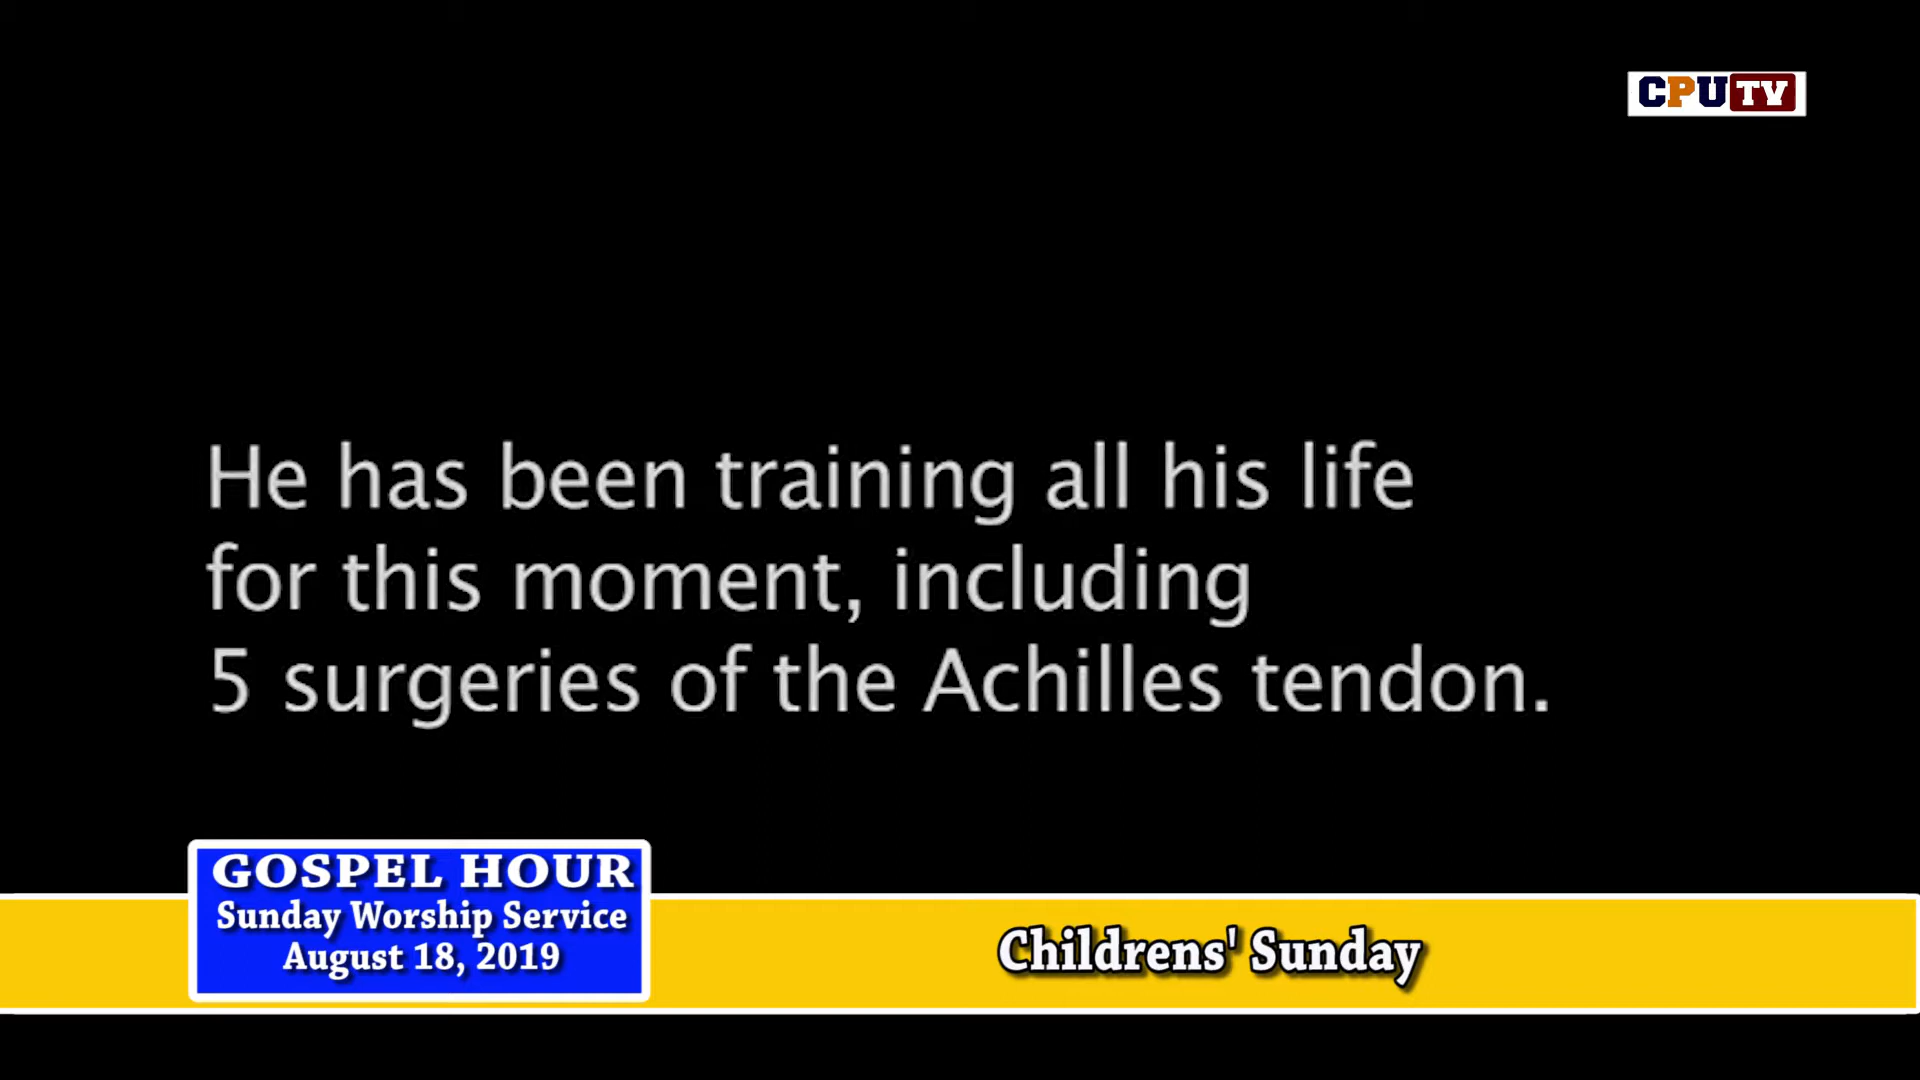 CPUTV
He has been training all his life
for this moment, including
5 surgeries of the Achilles tendon.
GOSPEL HOUR
Sunday Worship Service
August 18, 2019
Childrens' Sunday